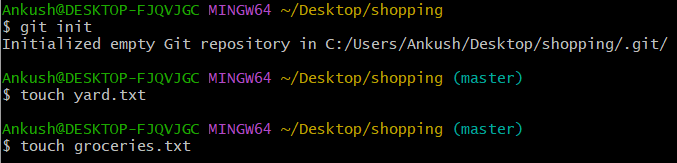 Ankush@DESKTOP-FJQVJGC MINGW64 ~/Desktop/shopping
$ git init
Initialized empty Git repository in C:/Users/Ankush/Desktop/shopping/.git/
Ankush@DESKTOP-FJQVJGC MINGW64 ~/Desktop/shopping (master)
$ touch yard.txt
Ankush@DESKTOP-FJQVJGC MINGW64 ~/Desktop/shopping (master)
$ touch groceries.txt